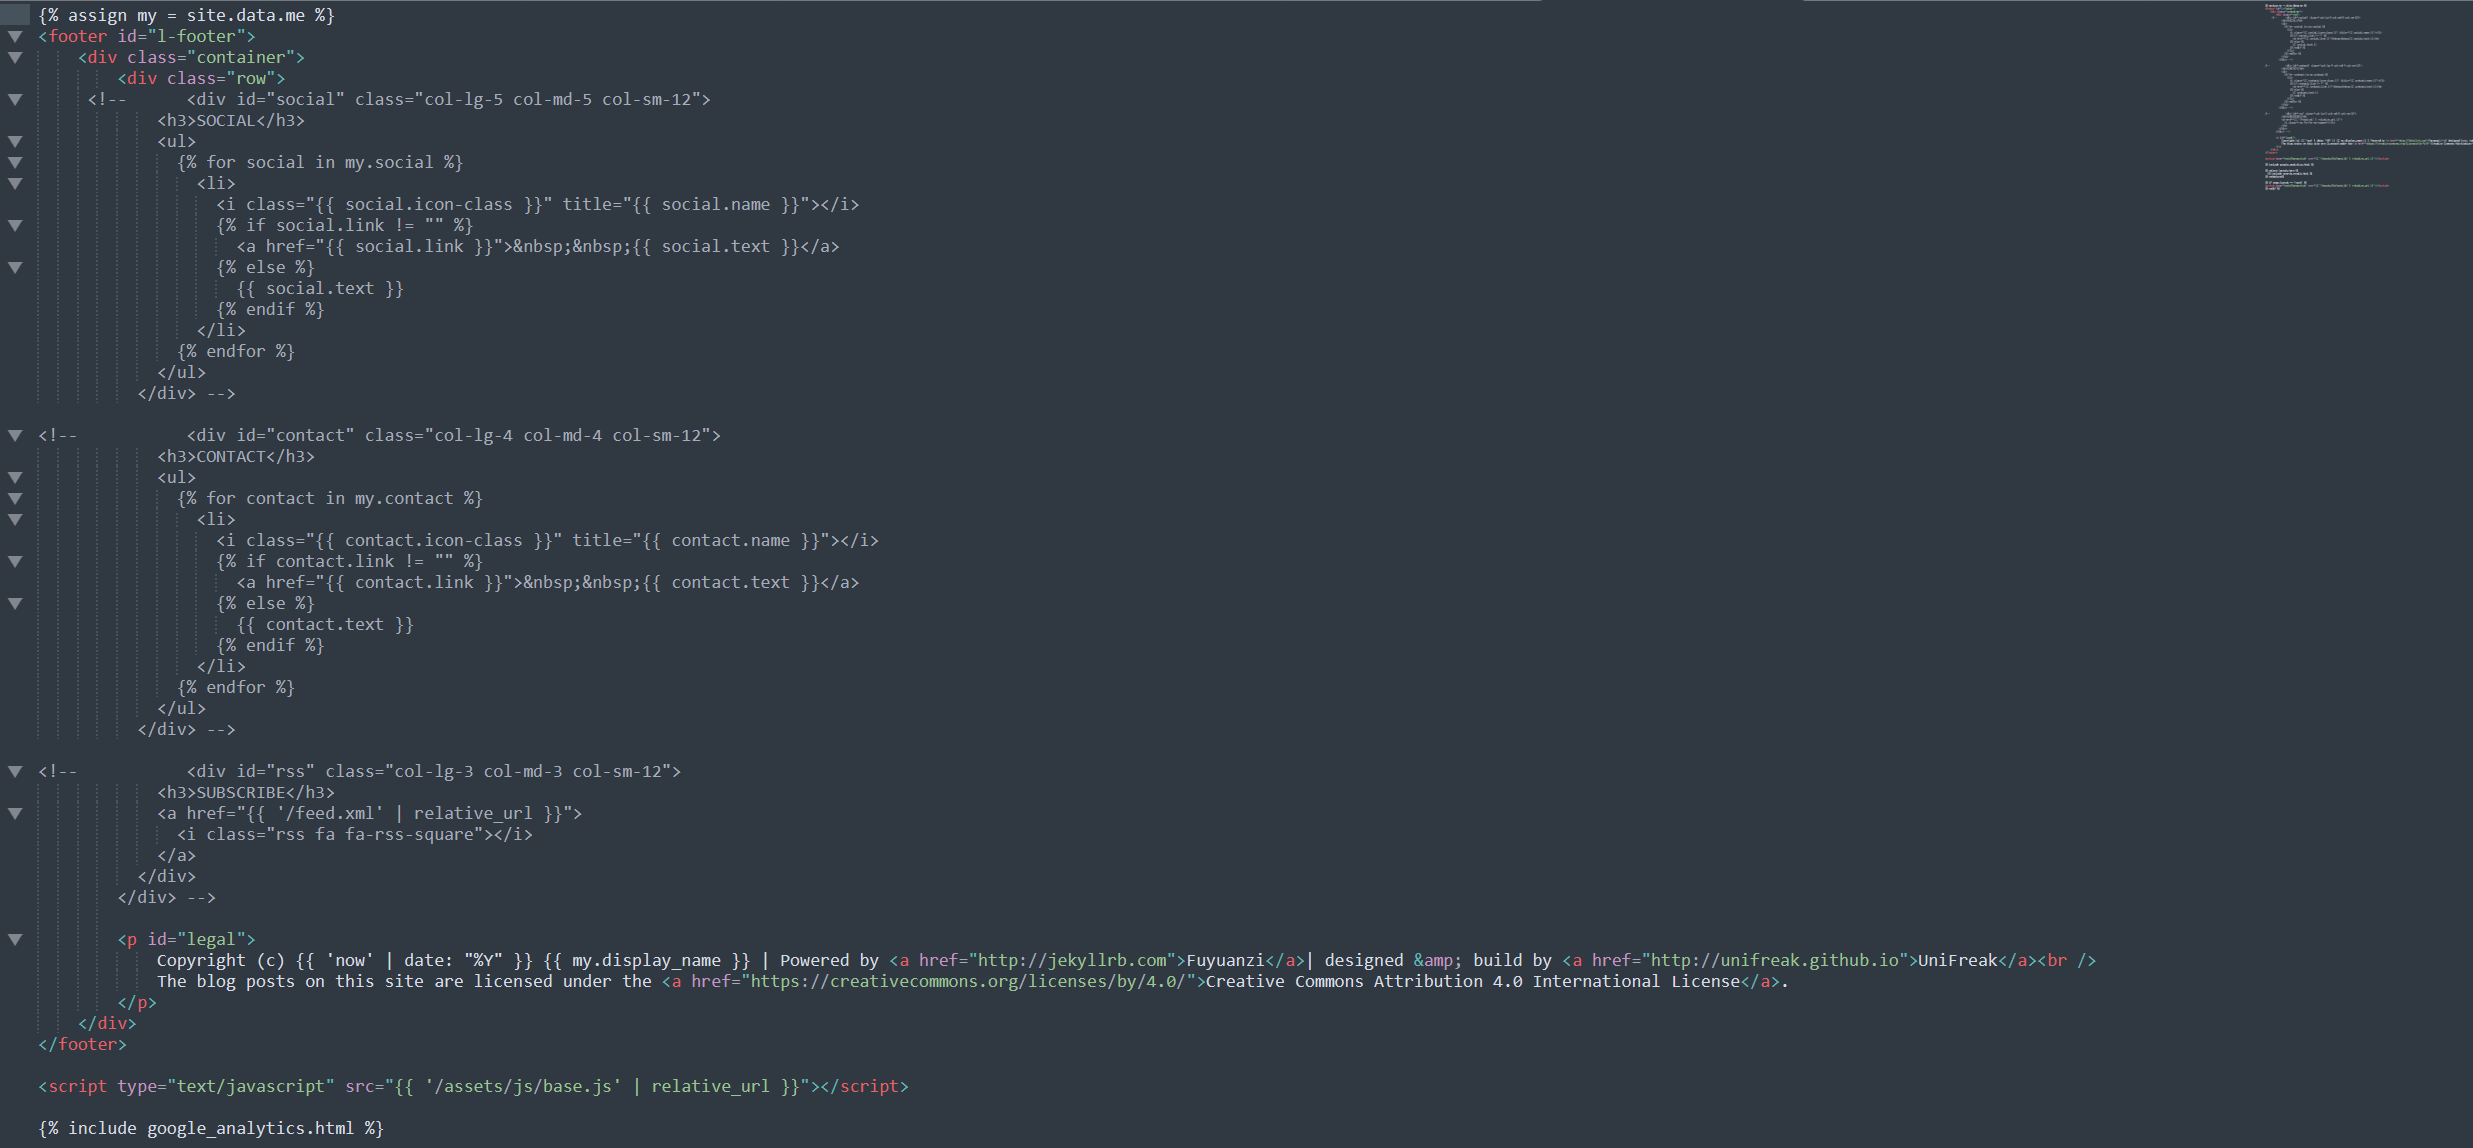 {% assign my = site.data.me %}
<footer id="l-footer">
<div class="container">
<div class="row">
<!--      <div id="social" class="col-lg-5 col-md-5 col-sm-12">
<h3>SOCIAL</h3>
<ul>
{% for social in my.social %}
<li>
<i class="{{ social.icon-class }}" title="{{ social.name }}"></i>
{% if social.link != "" %}
<a href="{{ social.link }}">&nbsp;&nbsp;{{ social.text }}</a>
{% else %}
{{ social.text }}
{% endif %}
</li>
{% endfor %}
</ul>
</div> -->
<!--           <div id="contact" class="col-lg-4 col-md-4 col-sm-12">
<h3>CONTACT</h3>
<ul>
{% for contact in my.contact %}
<li>
<i class="{{ contact.icon-class }}" title="{{ contact.name }}"></i>
{% if contact.link != "" %}
<a href="{{ contact.link }}">&nbsp;&nbsp;{{ contact.text }}</a>
{% else %}
{{ contact.text }}
{% endif %}
</li>
{% endfor %}
</ul>
</div> -->
<!--           <div id="rss" class="col-lg-3 col-md-3 col-sm-12">
<h3>SUBSCRIBE</h3>
<a href="{{ '/feed.xml' | relative_url }}">
<i class="rss fa fa-rss-square"></i>
</a>
</div>
</div> -->
<p id="legal">
Copyright (c) {{ 'now' | date: "%Y" }} {{ my.display_name }} | Powered by <a href="http://jekyllrb.com">Fuyuanzi</a>| designed &amp; build by <a href="http://unifreak.github.io">UniFreak</a><br />
The blog posts on this site are licensed under the <a href="https://creativecommons.org/licenses/by/4.0/">Creative Commons Attribution 4.0 International License</a>.
</p>
</div>
</footer>
<script type="text/javascript" src="{{ '/assets/js/base.js' | relative_url }}"></script>
{% include google_analytics.html %}